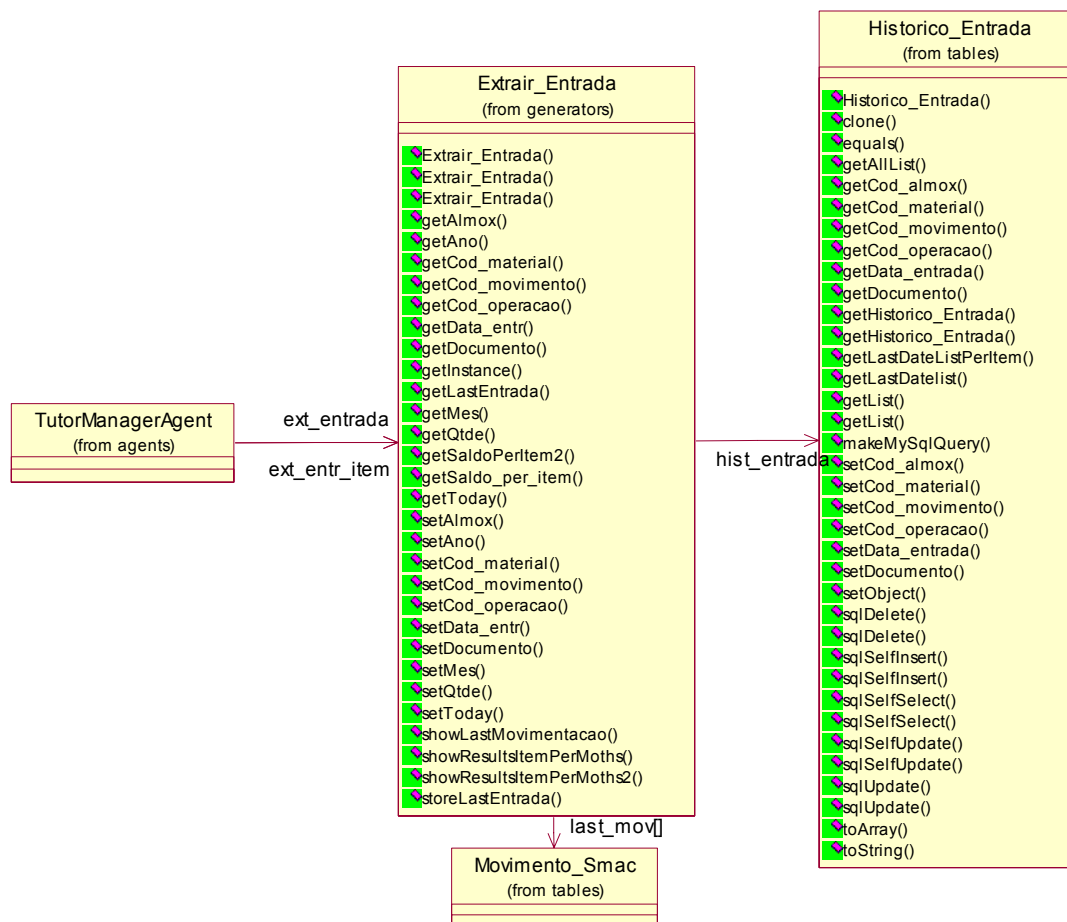 Historico_Entrada
(from tables)
Historico_Entrada()
clone()
equals()
getAllList()
getCod_almox()
getCod_material()
getCod_movimento()
getCod_operacao()
getData_entrada()
getDocumento()
getHistorico_Entrada()
getHistorico_Entrada()
getLastDateListPerItem()
getLastDatelist()
getList()
getList()
makeMySqlQuery()
setCod_almox()
setCod_material()
setCod_movimento()
setCod_operacao()
setData_entrada()
setDocumento()
setObject()
sqlDelete()
sqlDelete()
sqlSelfInsert()
sqlSelfInsert()
sqlSelfSelect()
sqlSelfSelect()
sqlSelfUpdate()
sqlSelfUpdate()
sqlUpdate()
sqlUpdate()
toArray()
toString()
Extrair_Entrada
(from generators)
Extrair_Entrada()
Extrair_Entrada()
Extrair_Entrada()
getAlmox()
getAno()
getCod_material()
getCod_movimento()
getCod_operacao()
getData_entr()
getDocumento()
getInstance()
getLastEntrada()
getMes()
getQtde()
getSaldoPerItem2()
getSaldo_per_item()
getToday()
setAlmox()
setAno()
setCod_material()
setCod_movimento()
setCod_operacao()
setData_entr()
setDocumento()
setMes()
setQtde()
setToday()
showLastMovimentacao()
showResultsItemPerMoths()
showResultsItemPerMoths2()
storeLastEntrada()
TutorManagerAgent
(from agents)
ext_entrada
ext_entr_item
hist_entrada
last_mov[]
Movimento_Smac
(from tables)